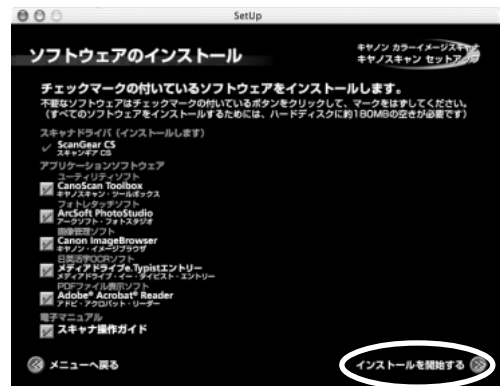 SetUp
ソフトウェアのインストール
キヤノン カラーイメージスキャナ
キヤノスキャン セットアップ
チェックマークの付いているソフトウェアをインストールします。
不要なソフトウェアはチェックマークの付いているボタンをクリックして、マークをはずしてください。
(すべてのソフトウェアをインストールするためには、ハードディスクに約180MBの空きが必要です)
スキャナドライバ (インストールします)
ScanGear CS
スキャンギア CS
アプリケーションソフトウェア
ユーティリティソフト
CanoScan Toolbox
キヤノスキャン・ツールボックス
フォトレタッチソフト
ArcSoft PhotoStudio
アークソフト・フォトスタジオ
画像管理ソフト
Canon ImageBrowser
キヤノン・イメージブラウザ
日英活字OCRソフト
メディアドライブe.Typistエントリー
メディアドライブ・イー・タイピスト・エントリー
PDFファイル表示ソフト
Adobe® Acrobat® Reader
アドビ・アクロバット・リーダー
電子マニュアル
スキャナ操作ガイド
メニューへ戻る
インストールを開始する